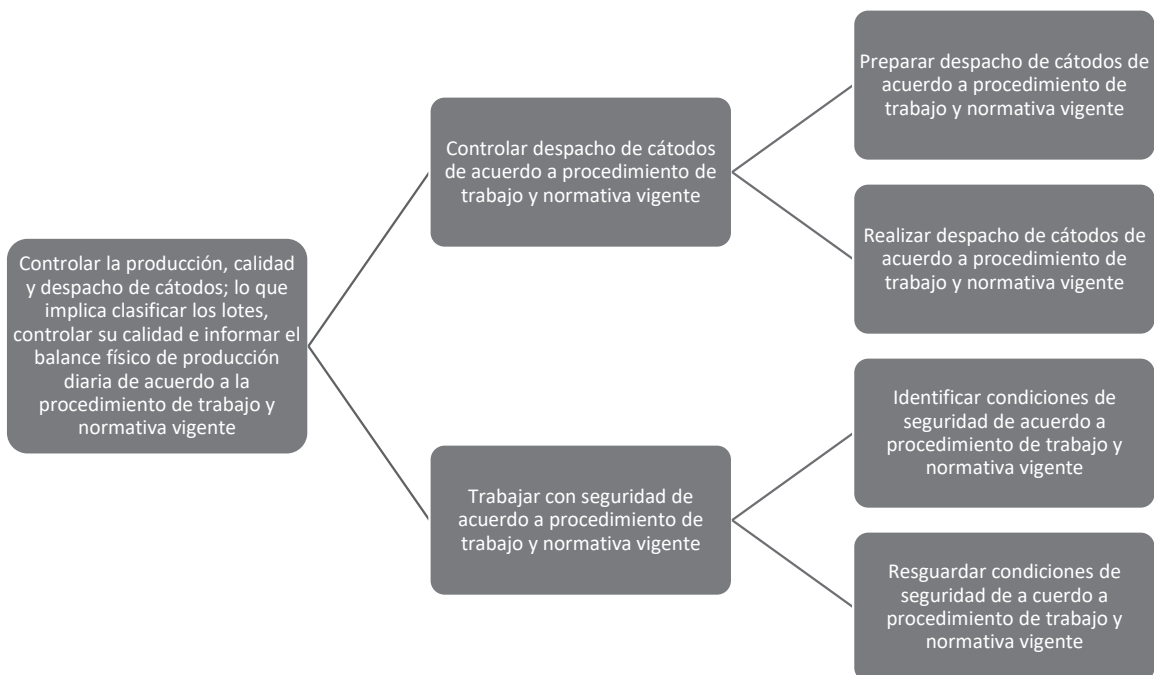 Controlar la producción, calidad
y despacho de cátodos; lo que
implica clasificar los lotes,
controlar su calidad e informar el
balance físico de producción
diaria de acuerdo a la
procedimiento de trabajo y
normativa vigente
Controlar despacho de cátodos
de acuerdo a procedimiento de
trabajo y normativa vigente
Preparar despacho de cátodos de
acuerdo a procedimiento de
trabajo y normativa vigente
Realizar despacho de cátodos de
acuerdo a procedimiento de
trabajo y normativa vigente
Trabajar con seguridad de
acuerdo a procedimiento de
trabajo y normativa vigente
Identificar condiciones de
seguridad de acuerdo a
procedimiento de trabajo y
normativa vigente
Resguardar condiciones de
seguridad de a cuerdo a
procedimiento de trabajo y
normativa vigente